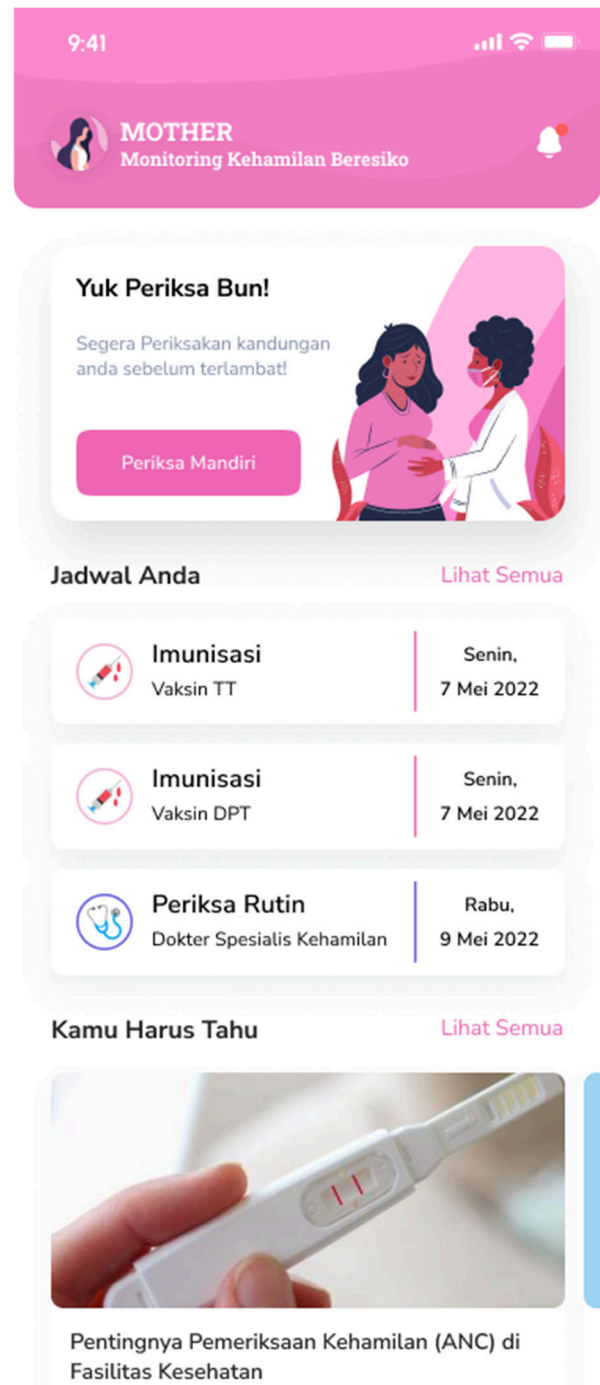 9:41
MOTHER
Monitoring Kehamilan Beresiko
Yuk Periksa Bun!
Segera Periksakan kandungan
anda sebelum terlambat!
Periksa Mandiri
Jadwal Anda
Lihat Semua
Imunisasi
Vaksin TT
Senin,
7 Mei 2022
Imunisasi
Vaksin DPT
Senin,
7 Mei 2022
Periksa Rutin
Dokter Spesialis Kehamilan
Rabu,
9 Mei 2022
Kamu Harus Tahu
Lihat Semua
Pentingnya Pemeriksaan Kehamilan (ANC) di
Fasilitas Kesehatan